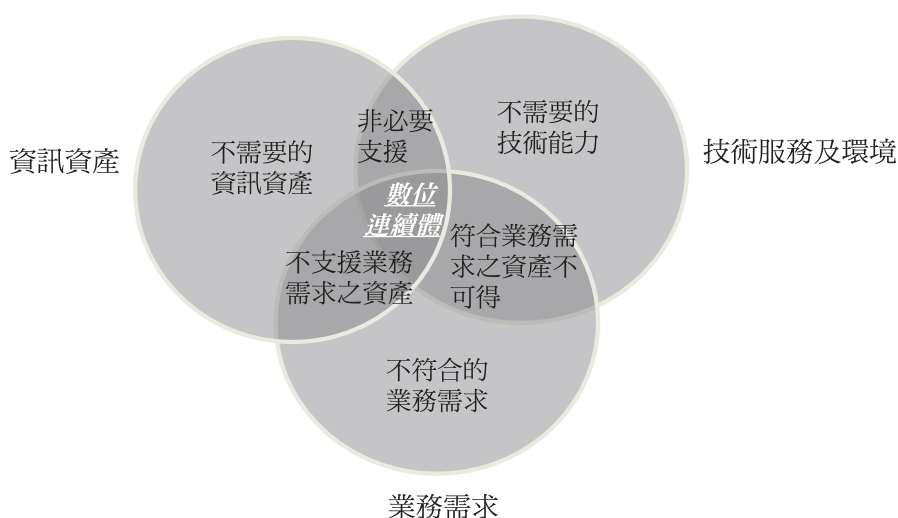 資訊資產
不需要的
資訊資產
非必要
支援
不需要的
技術能力
技術服務及環境
數位
連續體
不支援業務
需求之資產
符合業務需
求之資產不
可得
不符合的
業務需求
業務需求